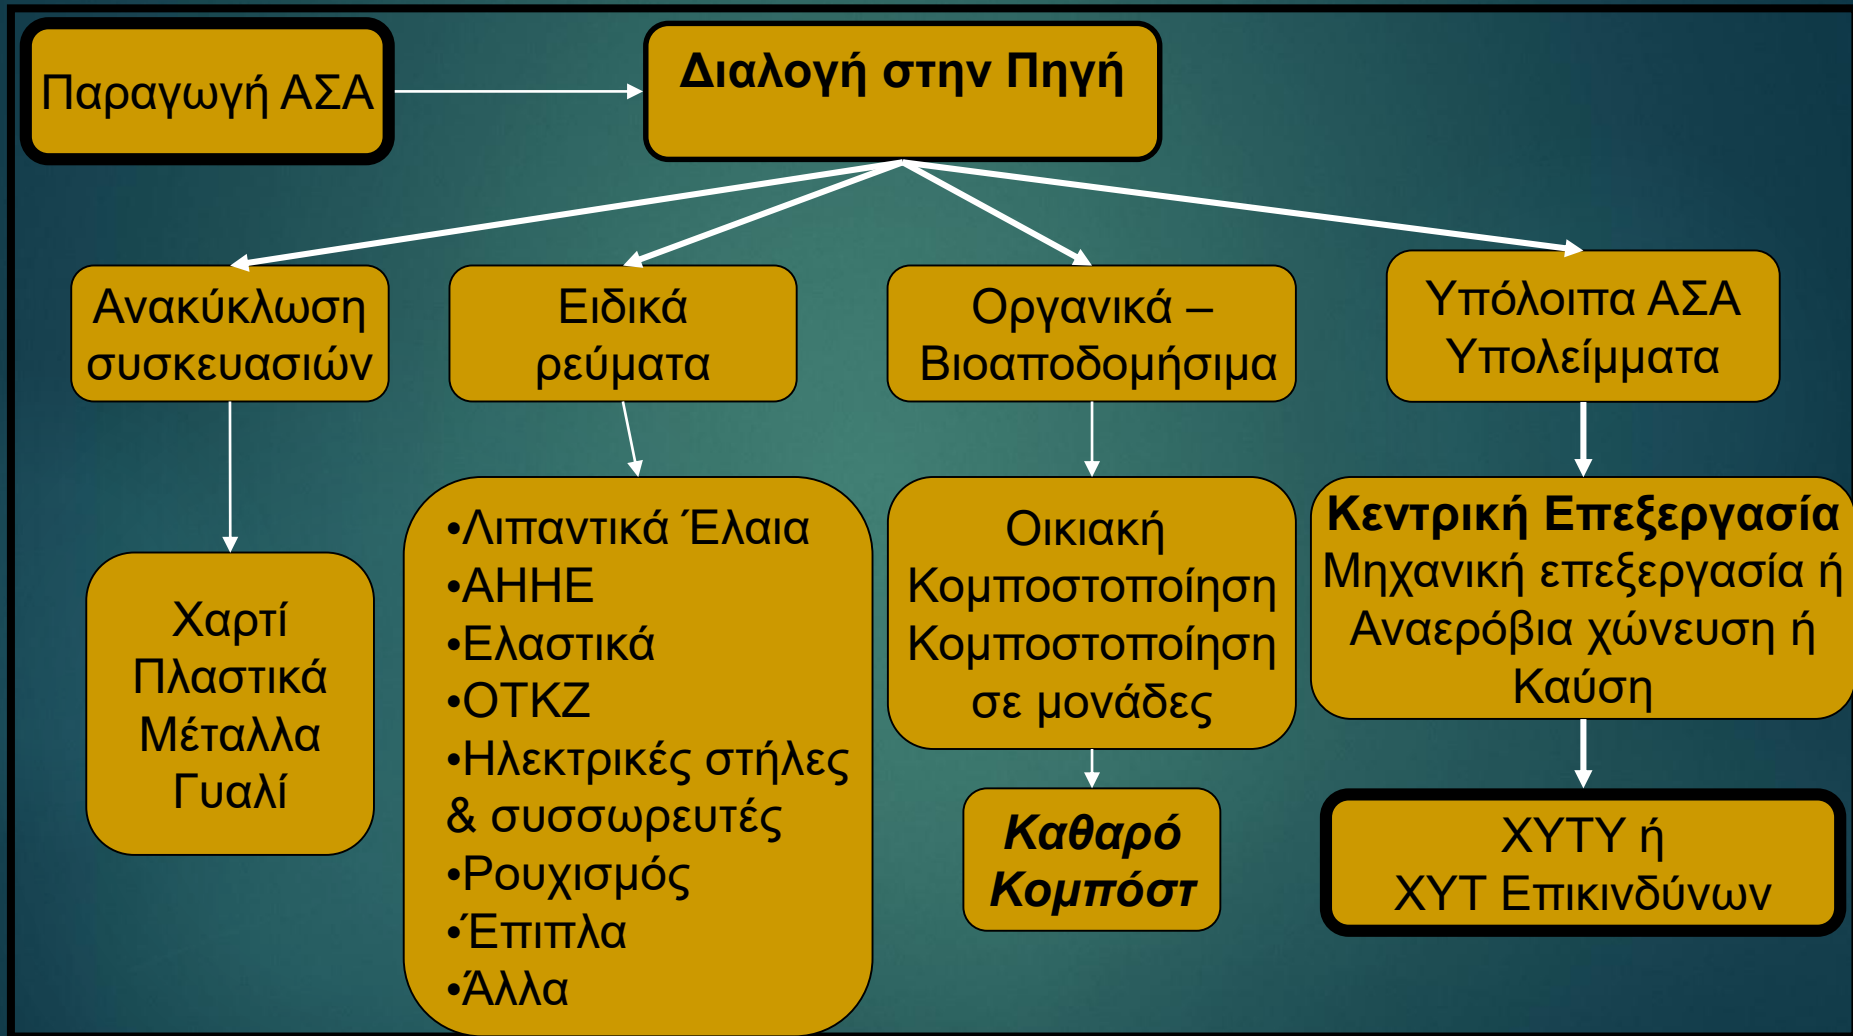 Παραγωγή ΑΣΑ
Διαλογή στην Πηγή
Ανακύκλωση
συσκευασιών
Ειδικά
ρεύματα
Οργανικά –
Βιοαποδομήσιμα
Υπόλοιπα ΑΣΑ
Υπολείμματα
Χαρτί
Πλαστικά
Μέταλλα
Γυαλί
•Λιπαντικά Έλαια
•ΑΗΗΕ
•Ελαστικά
•ΟΤΚΖ
•Ηλεκτρικές στήλες
& συσσωρευτές
•Ρουχισμός
•Έπιπλα
•Άλλα
Οικιακή
Κομποστοποίηση
Κομποστοποίηση
σε μονάδες
Καθαρό
Κομπόστ
Κεντρική Επεξεργασία
Μηχανική επεξεργασία ή
Αναερόβια χώνευση ή
Καύση
ΧΥΤΥ ή
ΧΥΤ Επικινδύνων